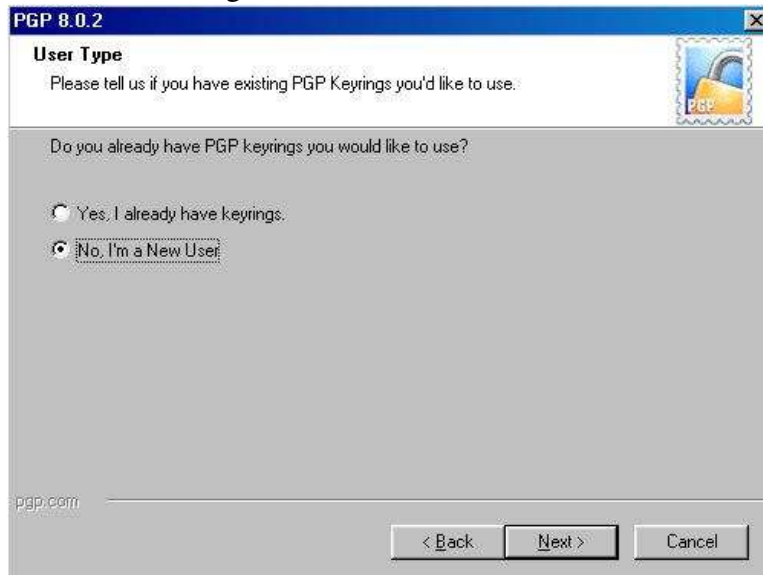 PGP 8.0.2
User Type
Please tell us if you have existing PGP Keyrings you'd like to use.
PGP
Do you already have PGP keyrings you would like to use?
Yes, I already have keyrings.
No, I'm a New User
pgp.com
< Back Next > Cancel